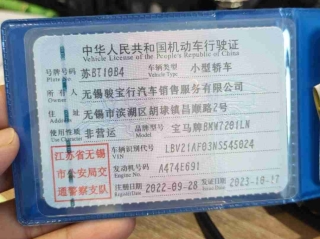 中华人民共和国机动车行驶证
Vehicle License of the People's Republic of China
号牌号码 苏BT10B4 车辆类型 小型轿车
Plate No. Vehicle Type
所有人 无锡骏宝行汽车销售服务有限公司
Owner
住址 无锡市滨湖区胡埭镇昌顺路2号
Address
使用性质 非营运 品牌型号 宝马牌BMW7201LN
Use Character Model
江苏省无锡
市公安局交
通警察支队
车辆识别代号 LBV21AF03NS545024
VIN
发动机号码 A474E691
Engine No.
注册日期 2022-09-28 发证日期 2023-10-17
Register Date Issue Date